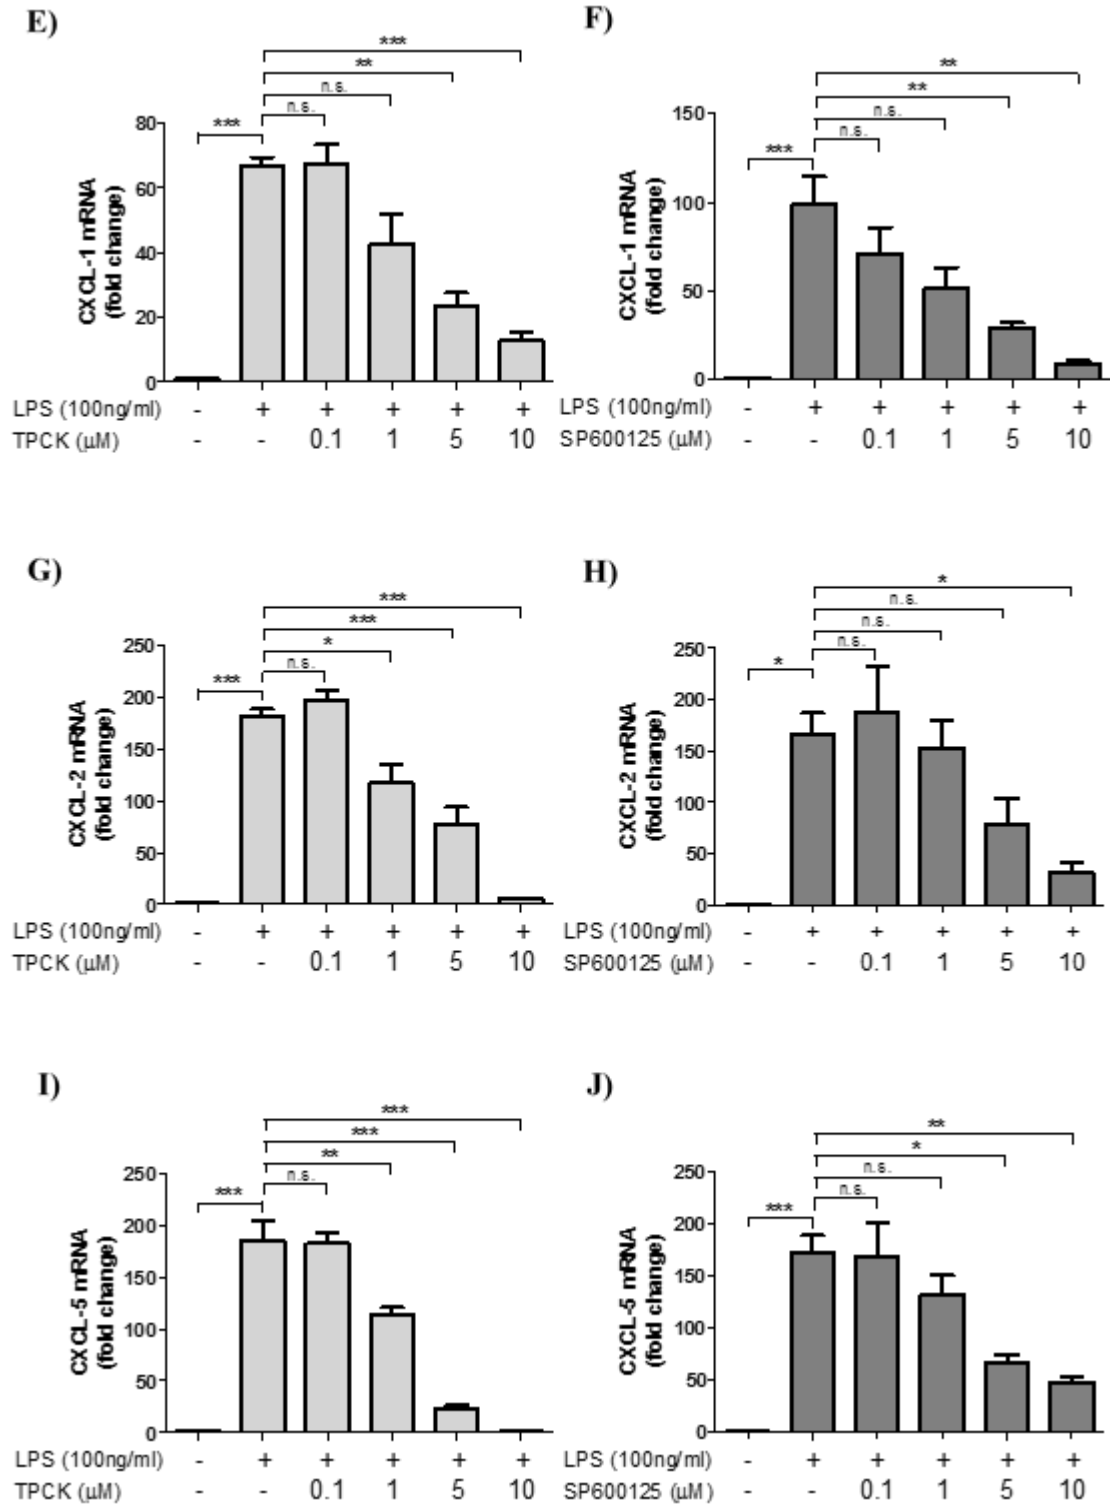 E)
***
**
n.s.
n.s.
***
80
60
40
20
0
CXCL-1 mRNA
(fold change)
LPS (100ng/ml) - + + + + +
TPCK (µM) - - 0.1 1 5 10
F)
**
**
n.s.
n.s.
***
150
100
50
0
CXCL-1 mRNA
(fold change)
LPS (100ng/ml) - + + + + +
SP600125 (µM) - - 0.1 1 5 10
G)
***
***
*
n.s.
***
250
200
150
100
50
0
CXCL-2 mRNA
(fold change)
LPS (100ng/ml) - + + + + +
TPCK (µM) - - 0.1 1 5 10
H)
*
n.s.
n.s.
n.s.
*
250
200
150
100
50
0
CXCL-2 mRNA
(fold change)
LPS (100ng/ml) - + + + + +
SP600125 (µM) - - 0.1 1 5 10
I)
***
***
**
n.s.
***
250
200
150
100
50
0
CXCL-5 mRNA
(fold change)
LPS (100ng/ml) - + + + + +
TPCK (µM) - - 0.1 1 5 10
J)
**
*
n.s.
n.s.
***
250
200
150
100
50
0
CXCL-5 mRNA
(fold change)
LPS (100ng/ml) - + + + + +
SP600125 (µM) - - 0.1 1 5 10